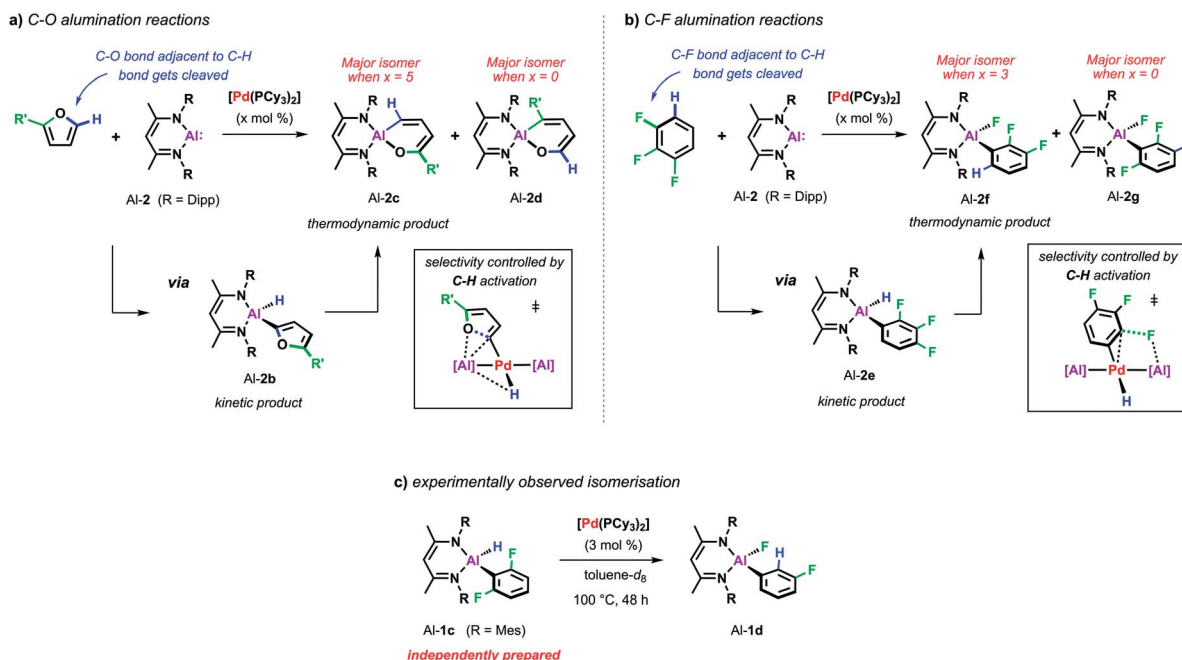 a) C-O alumination reactions
C-O bond adjacent to C-H
bond gets cleaved
R'
O
H
+
N
R
Al:
N
R
Al-2 (R = Dipp)
[Pd(PCy3)2]
(x mol %)
Major isomer
when x = 5
R
N
H
Al
N
O
R
R'
Al-2c
+
Major isomer
when x = 0
R
R'
N
Al
N
O
R
H
Al-2d
thermodynamic product
via
R
N
H
Al
N
O
R
R'
Al-2b
kinetic product
selectivity controlled by
C-H activation
‡
R'
O
[Al]
Pd
[Al]
H
b) C-F alumination reactions
C-F bond adjacent to C-H
bond gets cleaved
H
F
F
F
+
R
N
Al:
N
R
Al-2 (R = Dipp)
[Pd(PCy3)2]
(x mol %)
Major isomer
when x = 3
R
N
F
F
Al
F
N
H
R
Al-2f
+
Major isomer
when x = 0
R
N
F
Al
F
N
F
R
Al-2g
thermodynamic product
via
R
N
H
Al
F
N
F
R
F
Al-2e
kinetic product
selectivity controlled by
C-H activation
‡
F
F
F
[Al]
Pd
[Al]
H
c) experimentally observed isomerisation
R
N
H
F
Al
N
F
R
Al-1c (R = Mes)
independently prepared
[Pd(PCy3)2]
(3 mol %)
toluene-d8
100 °C, 48 h
R
N
F
H
Al
F
N
R
Al-1d